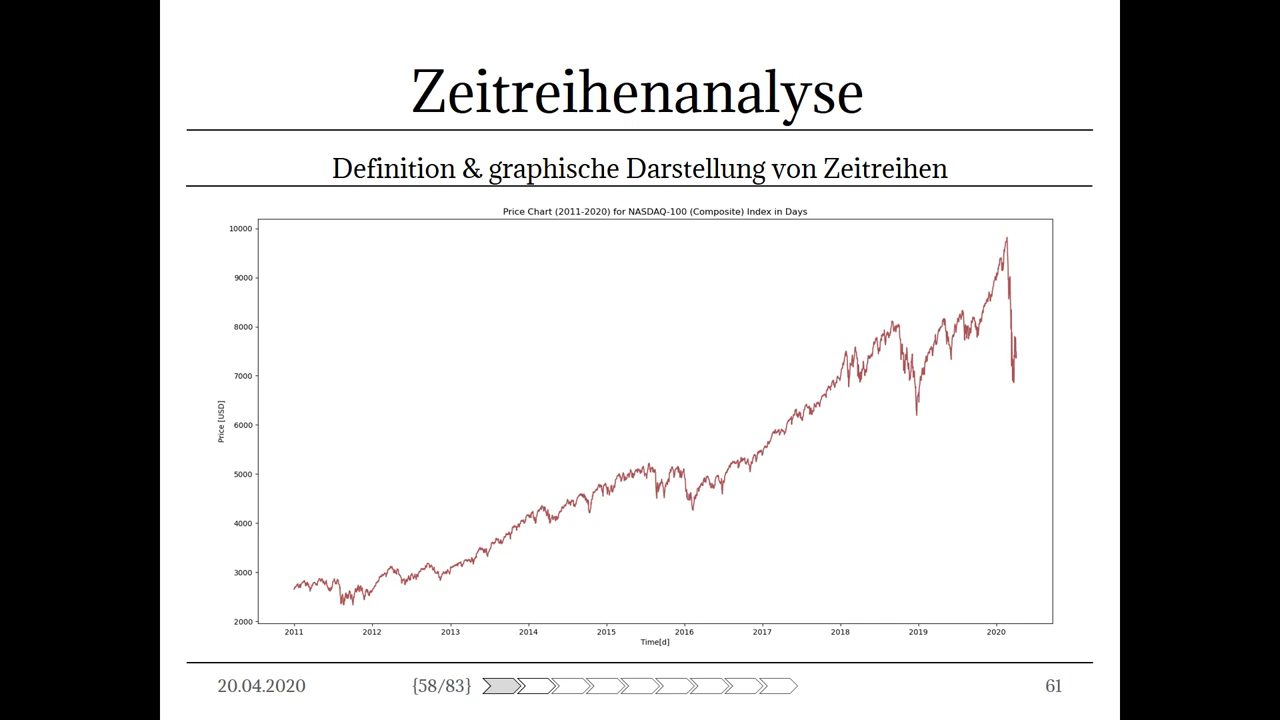 Zeitreihenanalyse
Definition & graphische Darstellung von Zeitreihen
Price Chart (2011-2020) for NASDAQ-100 (Composite) Index in Days
10000
9000
8000
7000
6000
5000
4000
3000
2000
Price [USD]
2011 2012 2013 2014 2015 2016 2017 2018 2019 2020
Time[d]
20.04.2020 {58/83} 61